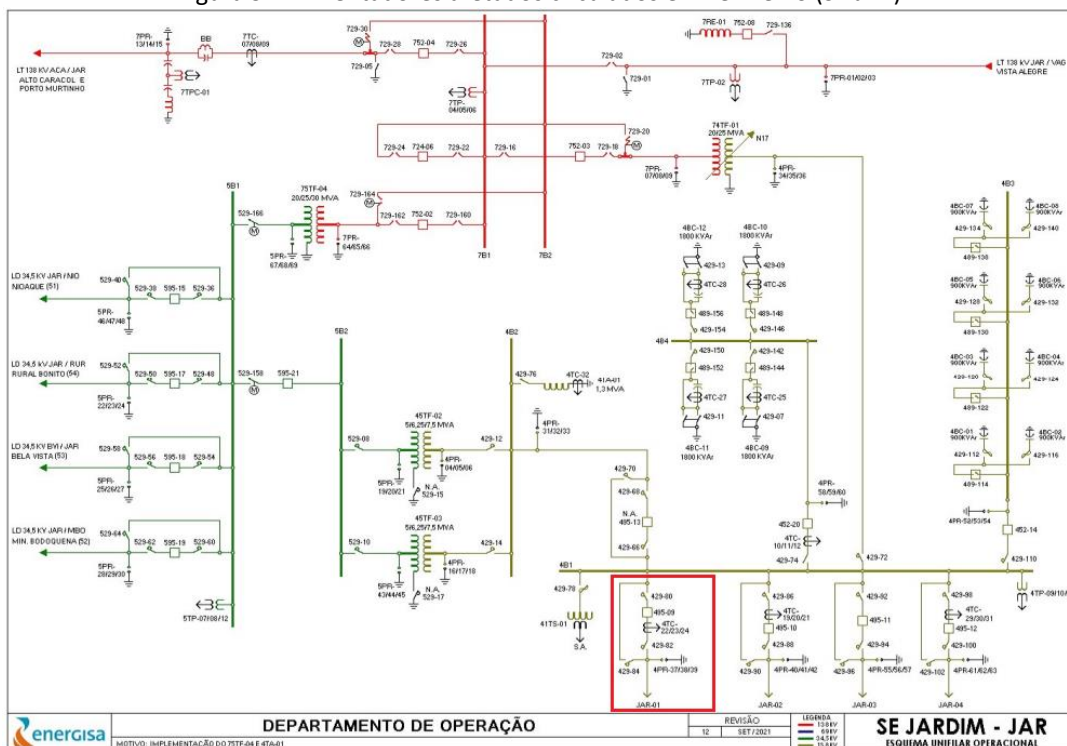 7PR-
13/14/15
BB
7TC-
07/08/09
729-30
M
729-28
752-04
729-26
729-05
7RE-01
752-08
729-136
LT 138 KV ACA / JAR
ALTO CARACOL E
PORTO MURTINHO
7TPC-01
7TP-
04/05/06
729-02
729-01
7TP-02
7PR-01/02/03
LT 138 KV JAR / VAG
VISTA ALEGRE
729-24
724-06
729-22
729-16
752-03
729-18
729-20
M
74TF-01
20/25 MVA
N17
7PR-
07/08/09
4PR-
34/35/36
5B1
529-166
M
75TF-04
20/25/30 MVA
729-164
M
729-162
752-02
729-160
7PR-
64/65/66
5PR-
67/68/69
7B1
7B2
4B3
LD 34,5 KV JAR / NIO
NIOAQUE (51)
529-40
529-38
595-15
529-36
5PR-
46/47/48
LD 34,5 KV JAR / RUR
RURAL BONITO (54)
529-52
529-50
595-17
529-48
5PR-
22/23/24
529-158
M
595-21
LD 34,5 KV BVI / JAR
BELA VISTA (53)
529-58
529-56
595-18
529-54
5PR-
25/26/27
LD 34,5 KV JAR / MBO
MIN. BODOQUENA (52)
529-64
529-62
595-19
529-60
5PR-
28/29/30
5TP-07/08/12
5B2
4B2
429-76
4TC-32
1,3 MVA
4PR-
31/32/33
529-08
45TF-02
5/6,25/7,5 MVA
429-12
4PR-
04/05/06
5PR-
19/20/21
N.A.
529-15
529-10
45TF-03
5/6,25/7,5 MVA
429-14
4PR-
16/17/18
5PR-
43/44/45
N.A.
529-17
4BC-12
1800 KVAr
4BC-10
1800 KVAr
429-13
429-09
4TC-28
4TC-26
489-156
489-148
429-154
429-146
4B4
429-150
429-142
489-152
489-144
4TC-27
4TC-25
429-11
429-07
4BC-11
1800 KVAr
4BC-09
1800 KVAr
4BC-07
900KVAr
4BC-08
900KVAr
429-134
429-140
489-138
4BC-05
900KVAr
4BC-06
900KVAr
429-128
429-132
489-130
4BC-03
900KVAr
4BC-04
900KVAr
429-124
489-122
4BC-01
900KVAr
4BC-02
900KVAr
429-112
429-116
489-114
429-70
429-68
N.A.
485-13
429-66
4PR-
58/59/60
452-20
4TC-
10/11/12
429-74
429-72
4PR-52/53/54
452-14
429-110
4B1
429-78
41TS-01
S.A.
429-80
495-09
4TC-
22/23/24
429-82
429-84
4PR-37/38/39
JAR-01
429-86
4TC-
19/20/21
495-10
429-88
429-90
4PR-40/41/42
JAR-02
429-92
495-11
429-94
429-96
4PR-55/56/57
JAR-03
429-98
4TC-
29/30/31
495-12
429-100
429-102
4PR-61/62/63
JAR-04
energisa
DEPARTAMENTO DE OPERAÇÃO
MOTIVO: IMPLEMENTAÇÃO DO 75TF-04 E 4TA-01
REVISÃO
12
SET / 2021
LEGENDA
138KV
69KV
34,5KV
SE JARDIM - JAR
ESQUEMA UNIFILAR OPERACIONAL